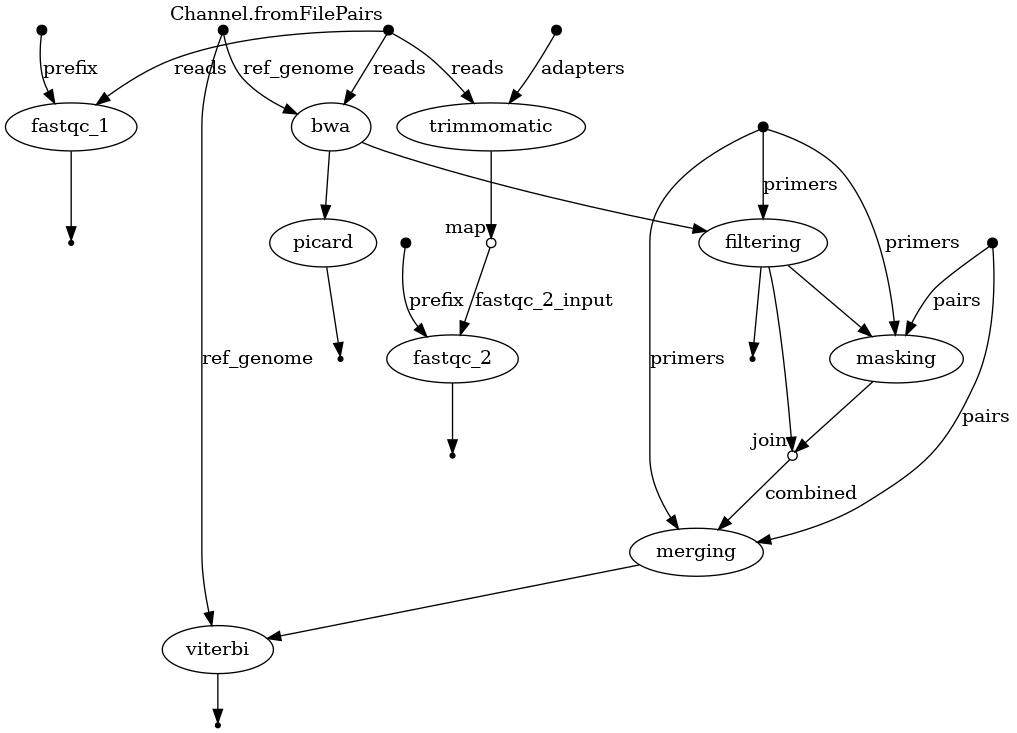 Channel.fromFilePairs
prefix
reads
ref_genome
reads
reads
adapters
fastqc_1
bwa
trimmomatic
primers
map
picard
filtering
primers
prefix
fastqc_2_input
pairs
ref_genome
fastqc_2
primers
masking
pairs
join
combined
merging
viterbi